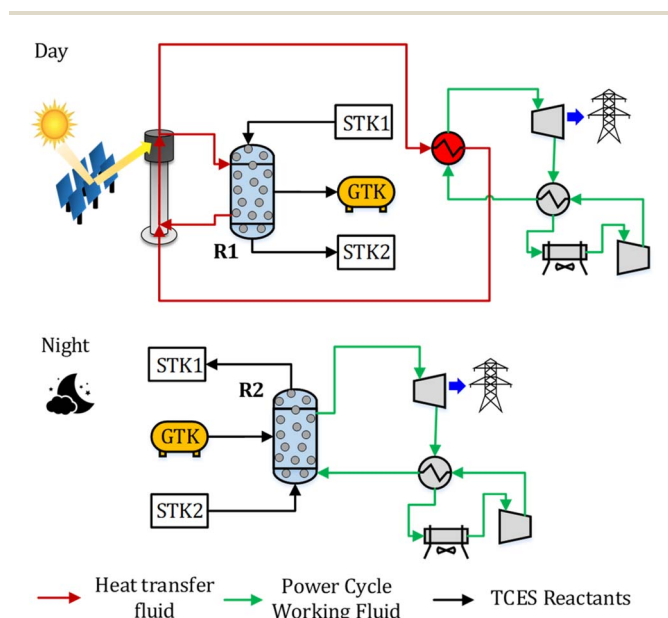 Day
STK1
GTK
R1
STK2
Night
STK1
R2
GTK
STK2
Heat transfer
fluid
Power Cycle
Working Fluid
TCES Reactants